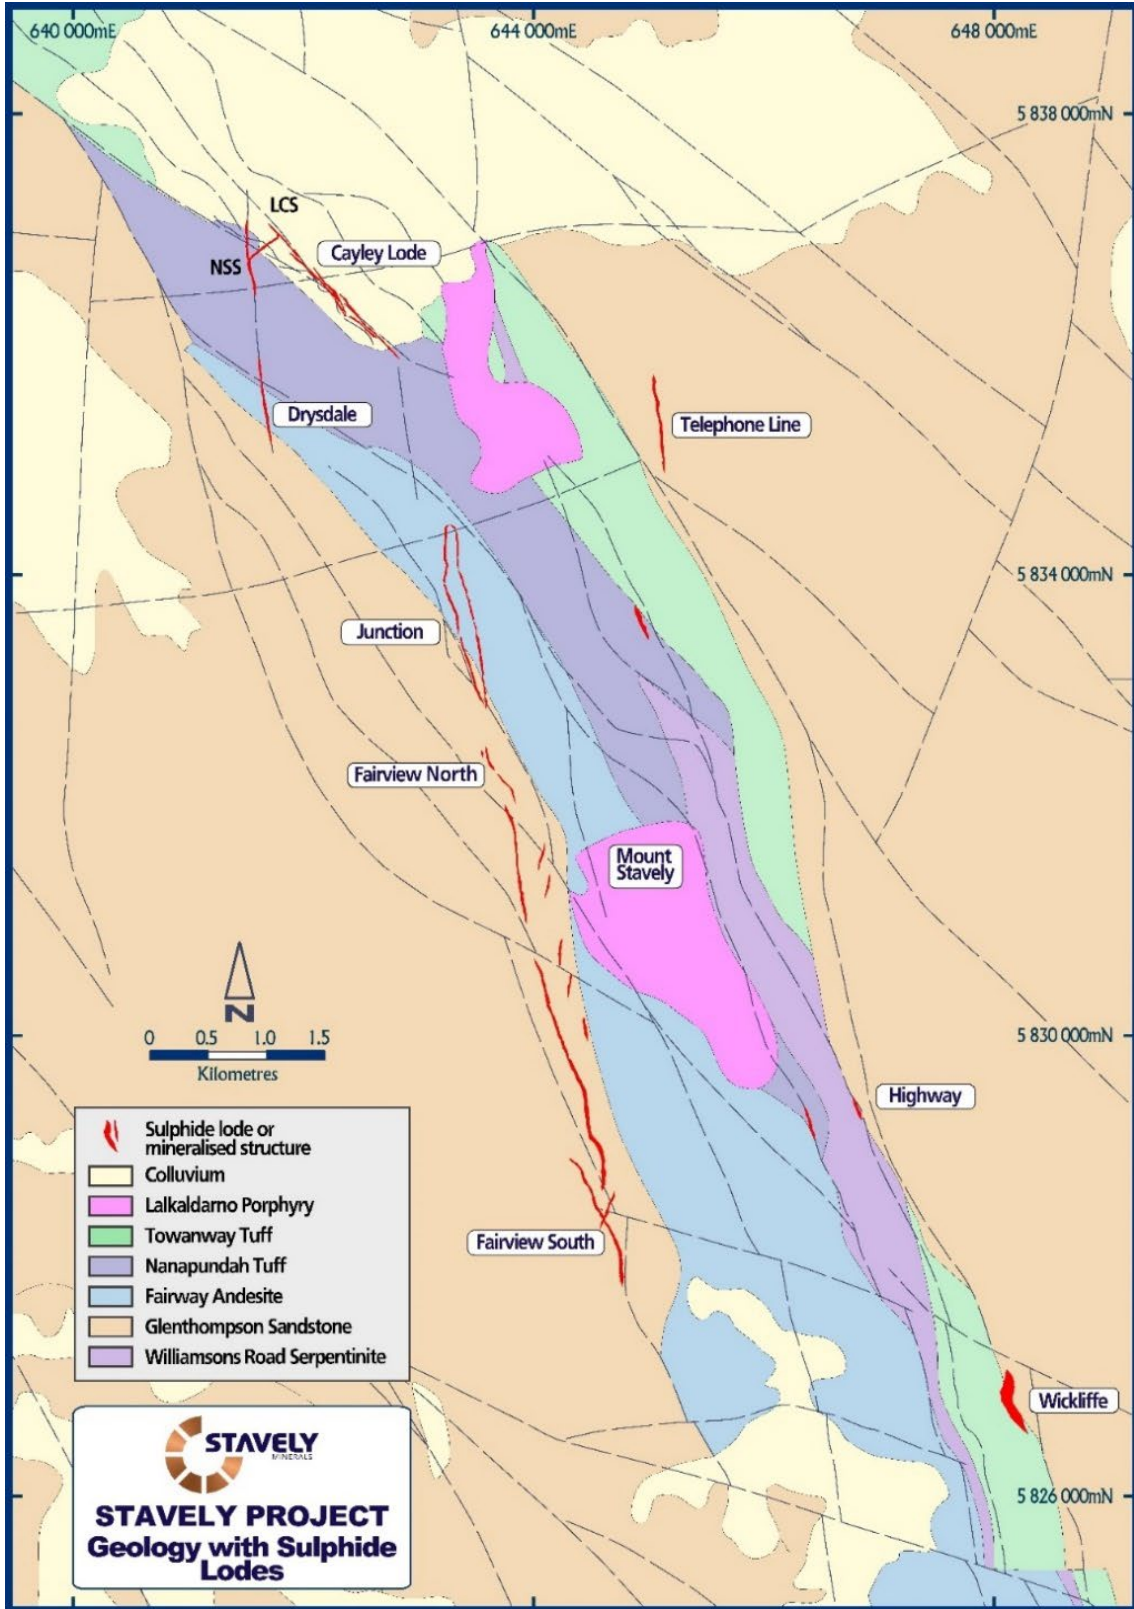 640 000mE
644 000mE
648 000mE
5 838 000mN
LCS
Cayley Lode
NSS
Drysdale
Telephone Line
5 834 000mN
Junction
Fairview North
Mount
Stavely
N
0 0.5 1.0 1.5
Kilometres
5 830 000mN
Highway
Sulphide lode or
mineralised structure
Colluvium
Lalkaldarno Porphyry
Towanway Tuff
Nanapundah Tuff
Fairway Andesite
Glenthompson Sandstone
Williamsons Road Serpentinite
Fairview South
Wickliffe
STAVELY
MINERALS
STAVELY PROJECT
Geology with Sulphide
Lodes
5 826 000mN